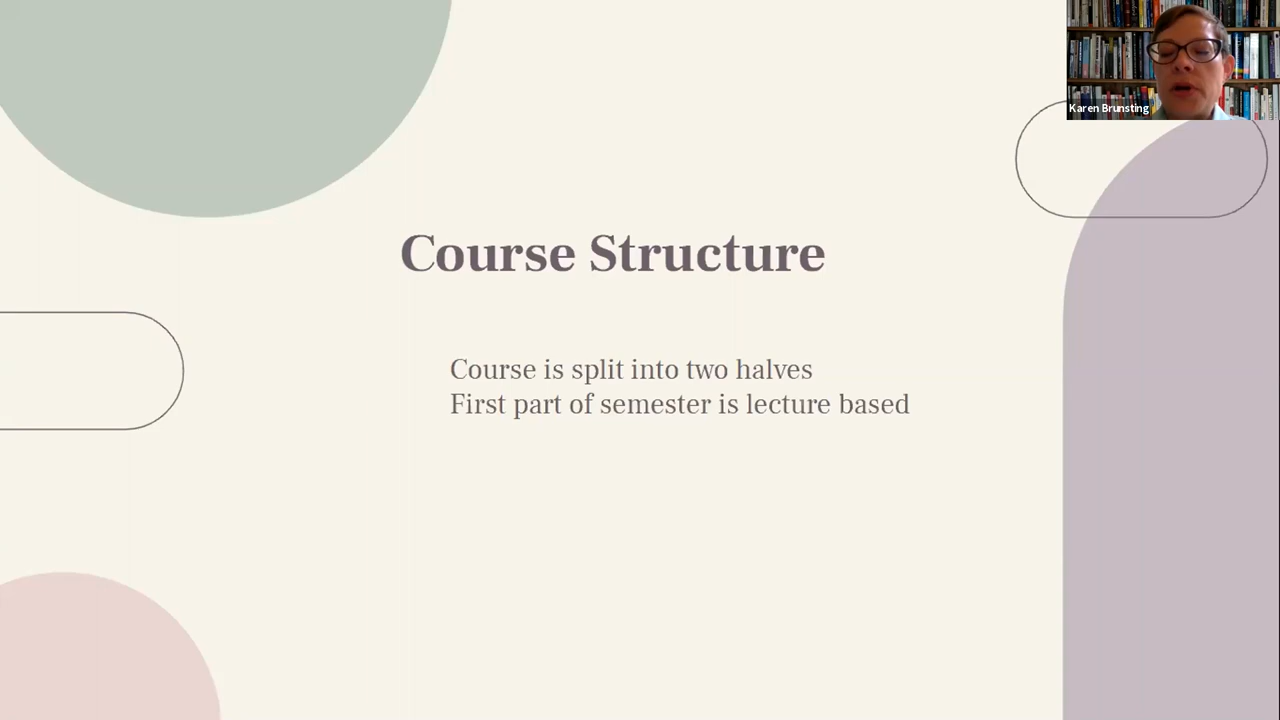 Karen Brunsting
Course Structure
Course is split into two halves
First part of semester is lecture based